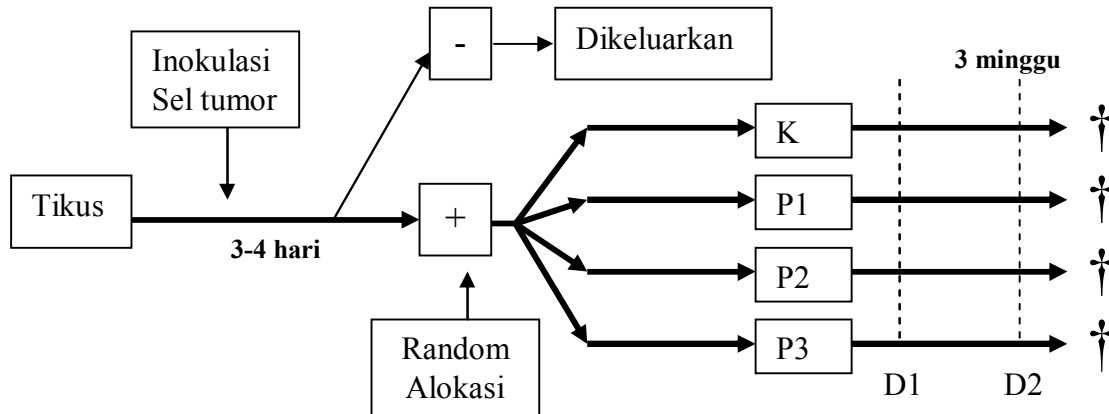 -
Dikeluarkan
Inokulasi
Sel tumor
3 minggu
K
†
Tikus
3-4 hari
+
P1
†
P2
†
Random
Alokasi
P3
†
D1
D2